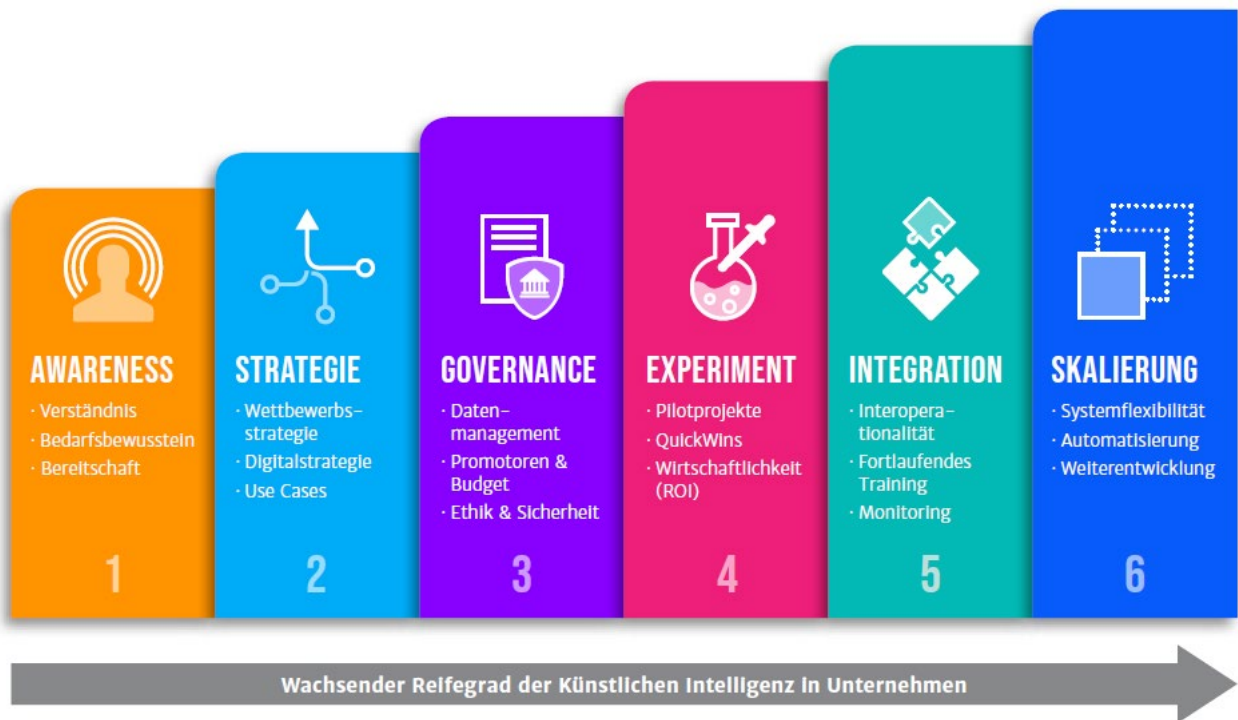 AWARENESS
· Verständnis
· Bedarfsbewusstein
· Bereitschaft
1
STRATEGIE
· Wettbewerbs-
strategie
· Digitalstrategie
· Use Cases
2
GOVERNANCE
· Daten-
management
· Promotoren &
Budget
· Ethik & Sicherheit
3
EXPERIMENT
· Pilotprojekte
· QuickWins
· Wirtschaftlichkeit
(ROI)
4
INTEGRATION
· Interopera-
tionalität
· Fortlaufendes
Training
· Monitoring
5
SKALIERUNG
· Systemflexibilität
· Automatisierung
· Weiterentwicklung
6
Wachsender Reifegrad der Künstlichen Intelligenz in Unternehmen